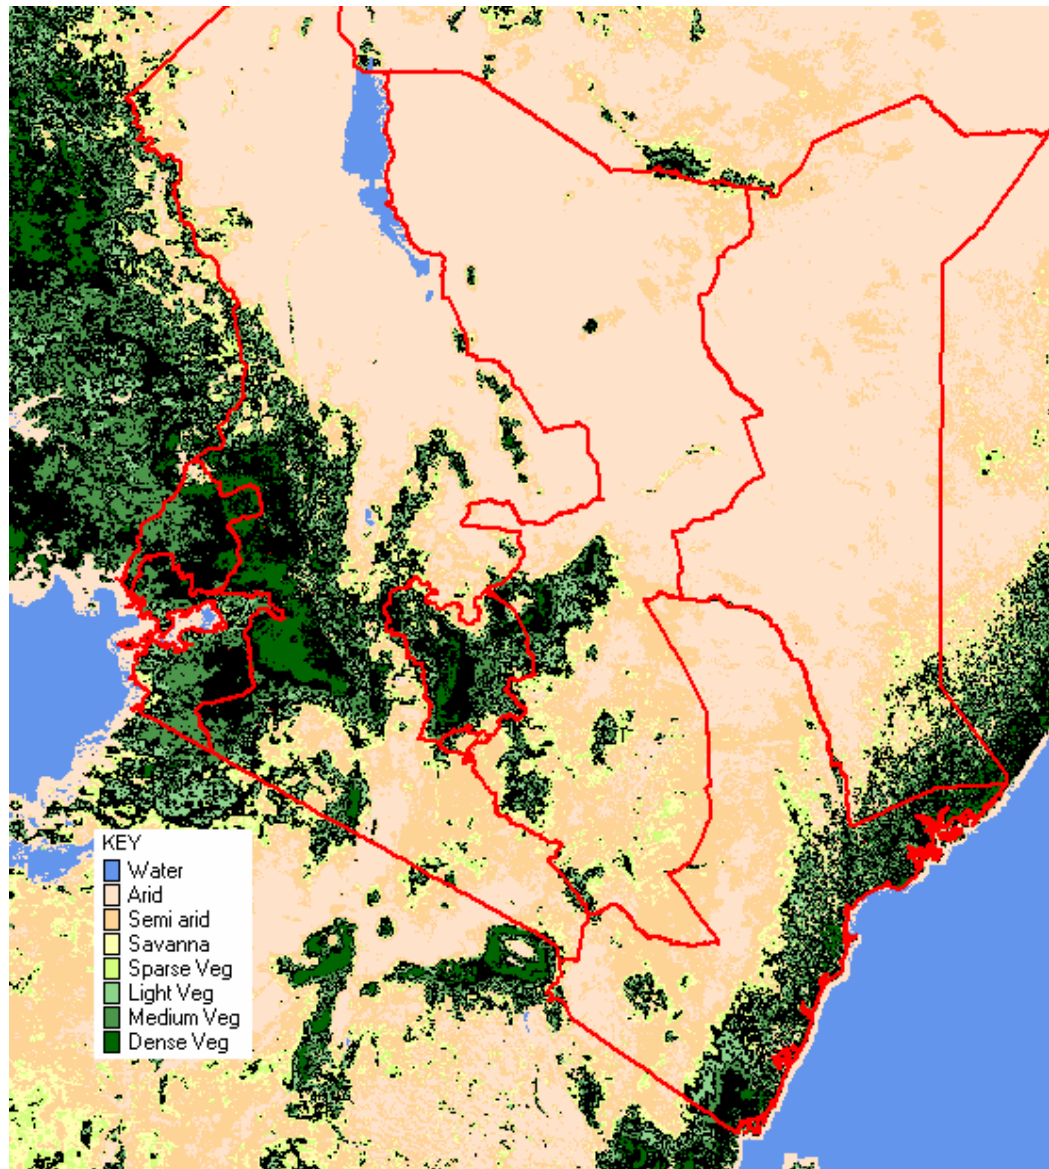 KEY
Water
Arid
Semi arid
Savanna
Sparse Veg
Light Veg
Medium Veg
Dense Veg